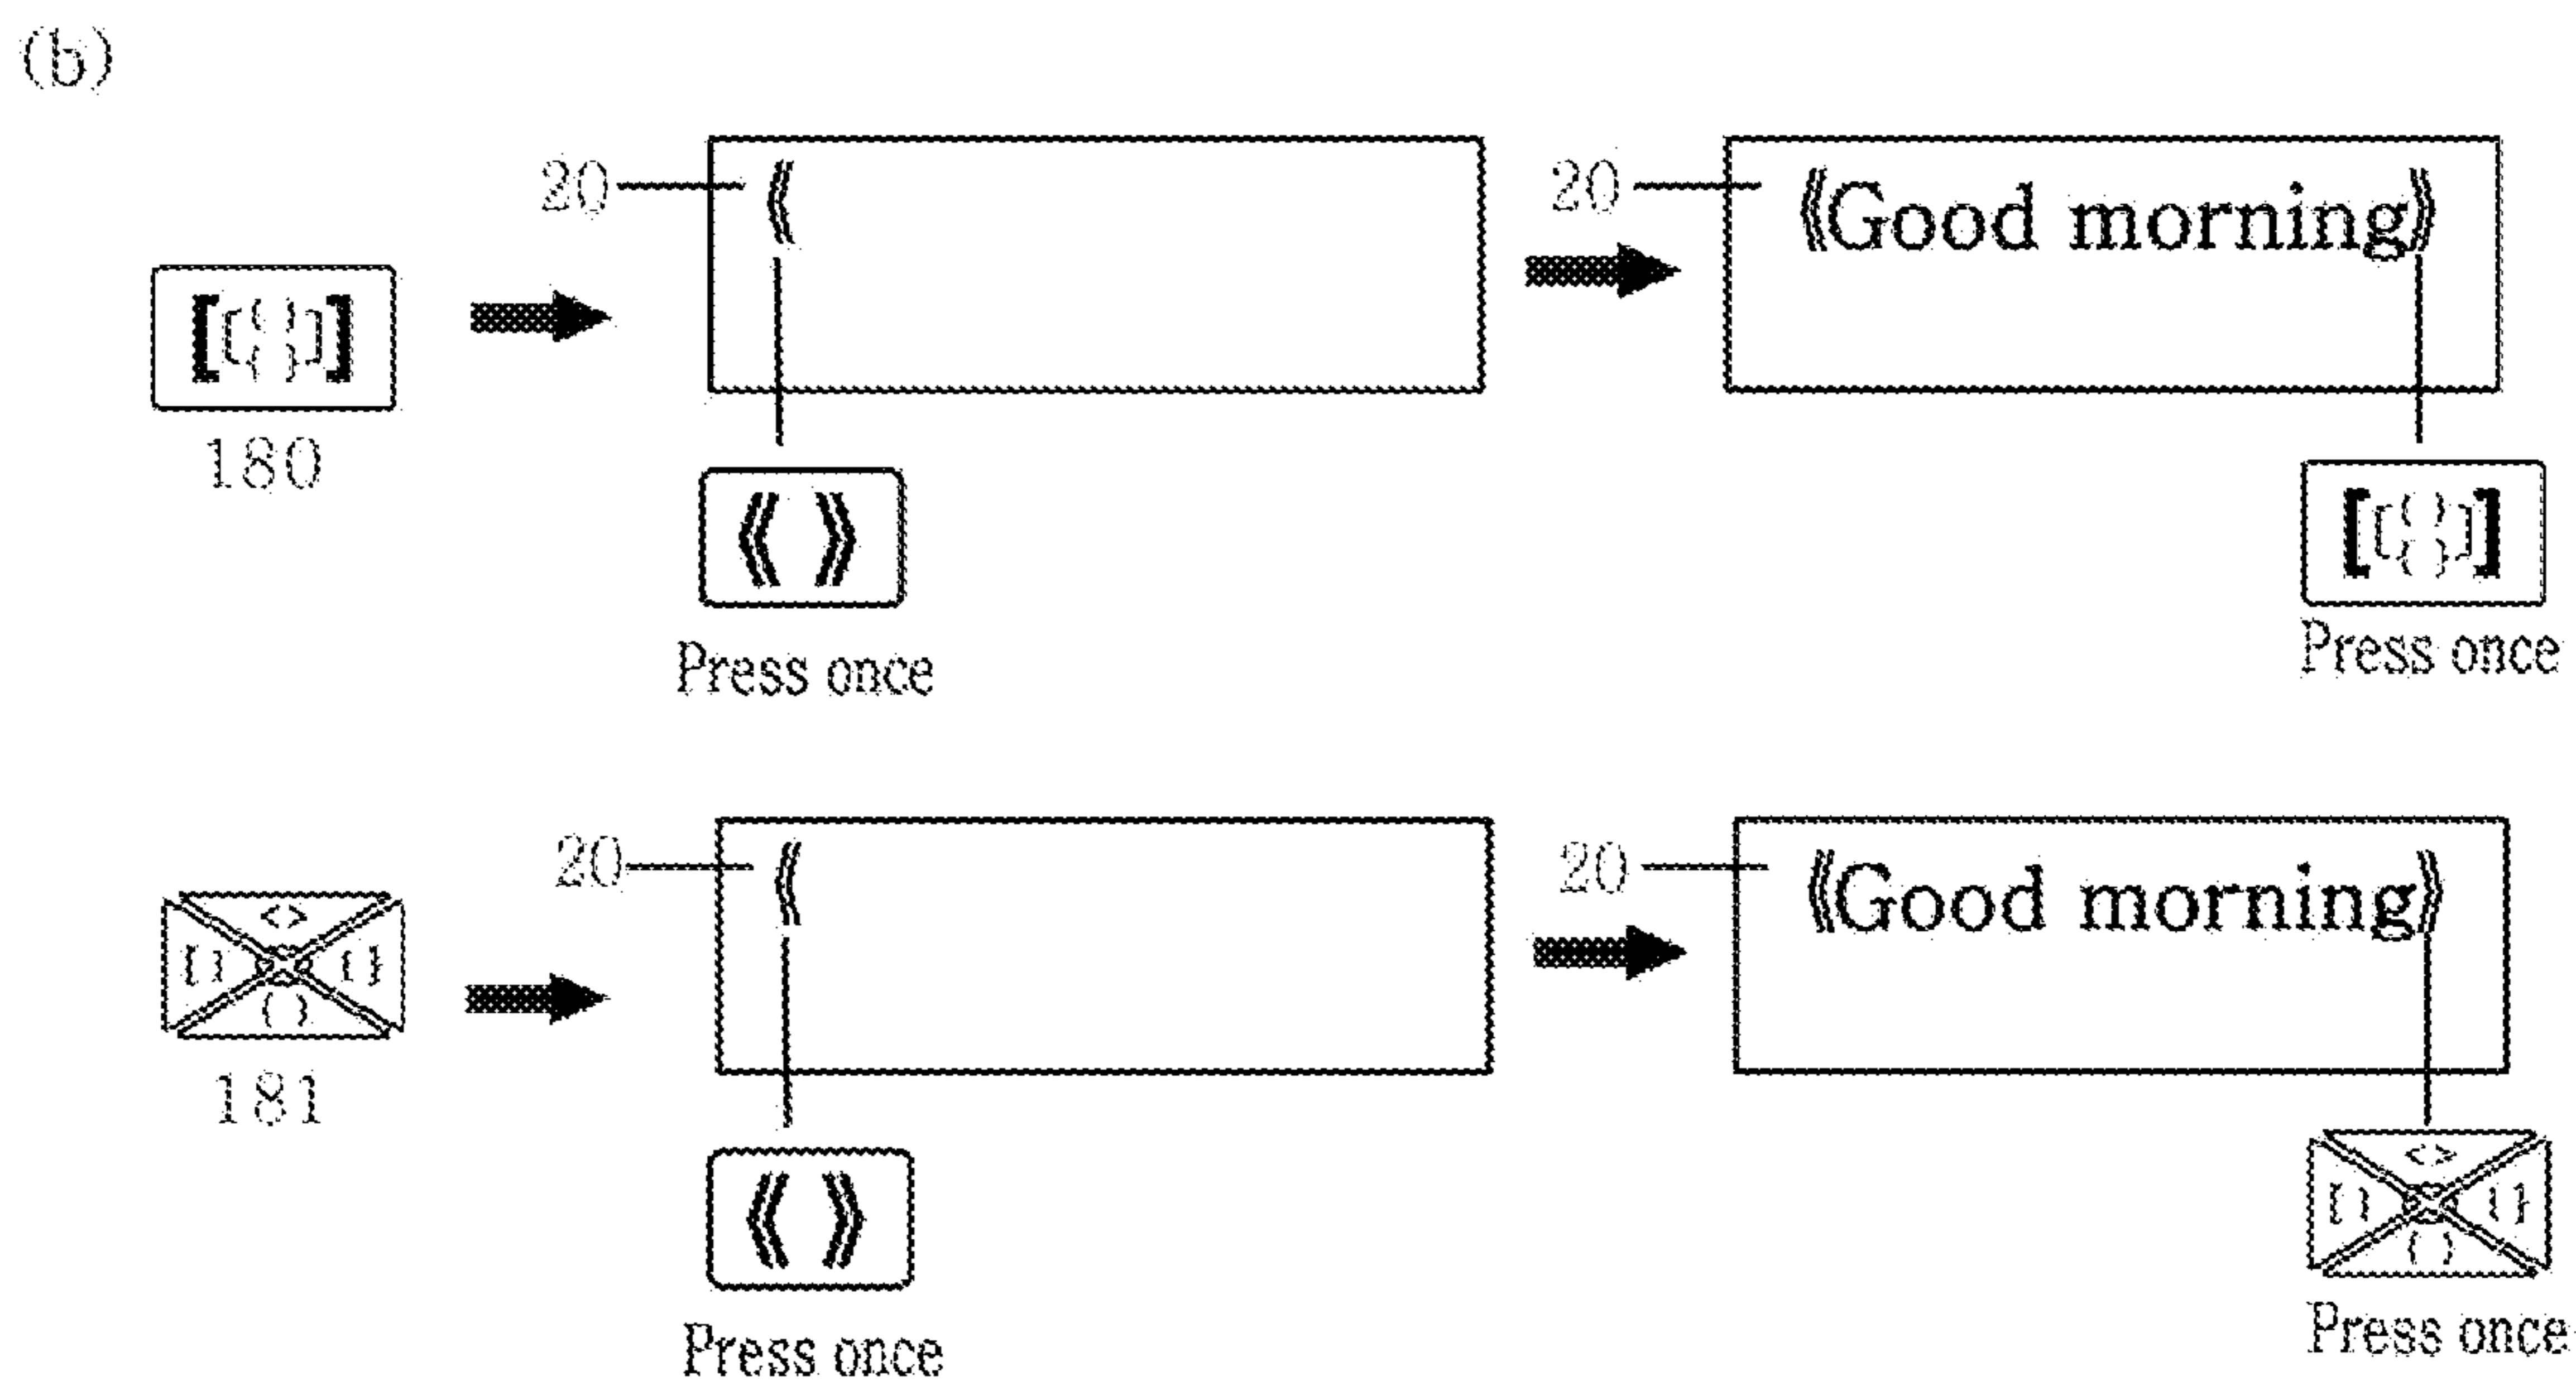 (b)
20 《
20 《Good morning》
[[{ }]]
{ }
180
《 》
Press once
[[{ }]]
{ }
Press once
20 《
20 《Good morning》
< >
[ ] { }
( )
181
《 》
Press once
< >
[ ] { }
( )
Press once